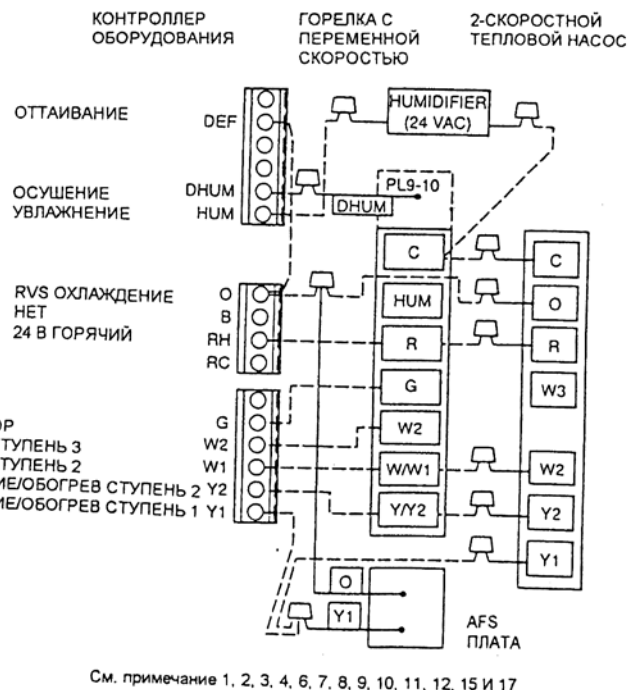 КОНТРОЛЛЕР
ОБОРУДОВАНИЯ
ГОРЕЛКА С
ПЕРЕМЕННОЙ
СКОРОСТЬЮ
2-СКОРОСТНОЙ
ТЕПЛОВОЙ НАСОС
ОТТАИВАНИЕ
DEF
HUMIDIFIER
(24 VAC)
ОСУШЕНИЕ
DHUM
УВЛАЖНЕНИЕ
HUM
DHUM
PL9-10
RVS ОХЛАЖДЕНИЕ
O
НЕТ
B
24 В ГОРЯЧИЙ
RH
RC
C
HUM
R
G
W2
W/W1
Y/Y2
C
O
R
W3
W2
Y2
Y1
ОР
G
ТУПЕНЬ 3
W2
ТУПЕНЬ 2
W1
ИЕ/ОБОГРЕВ СТУПЕНЬ 2
Y2
ИЕ/ОБОГРЕВ СТУПЕНЬ 1
Y1
O
Y1
AFS
ПЛАТА
См. примечание 1, 2, 3, 4, 6, 7, 8, 9, 10, 11, 12, 15 И 17